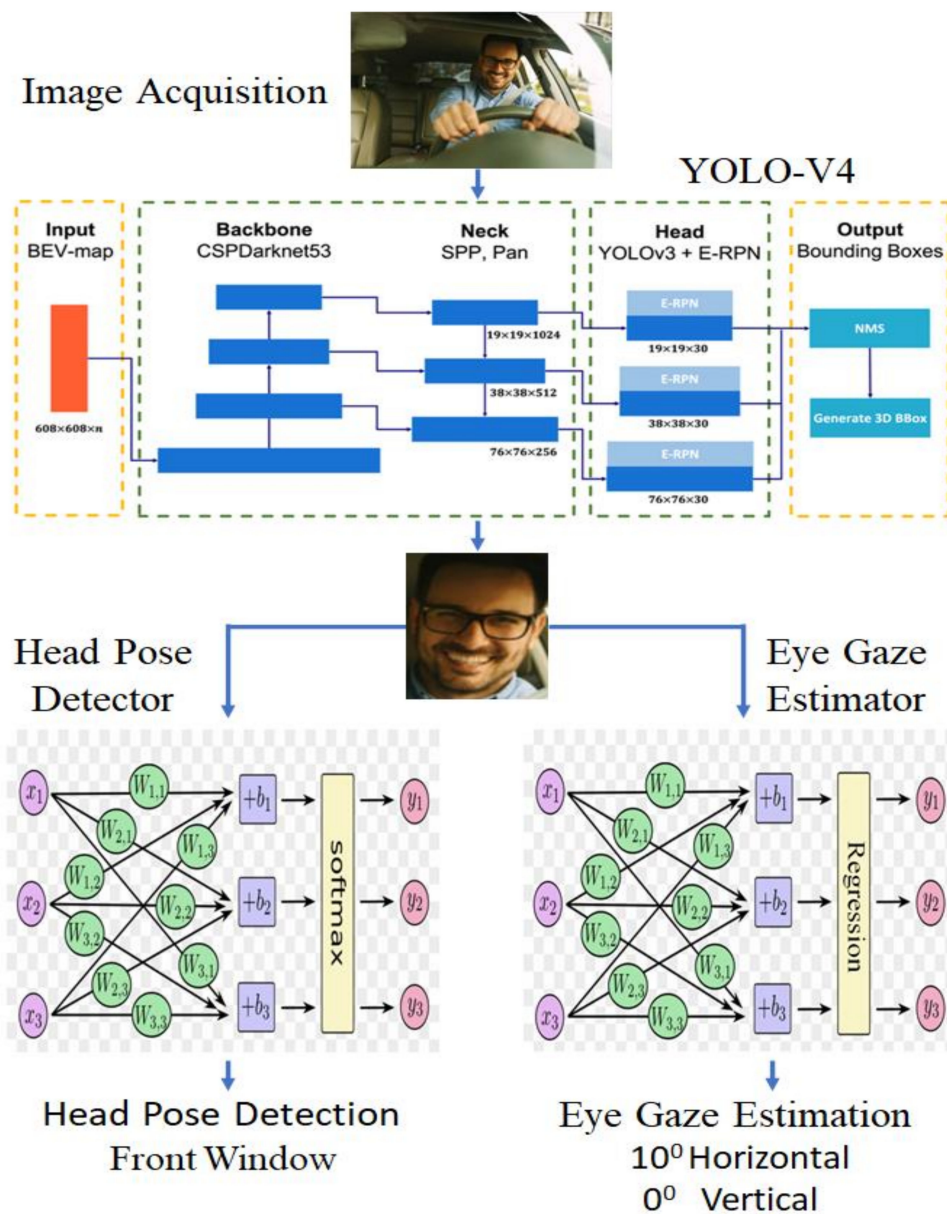 Image Acquisition
YOLO-V4
Input
BEV-map
608×608×n
Backbone
CSPDarknet53
Neck
SPP, Pan
19×19×1024
38×38×512
76×76×256
Head
YOLOv3 + E-RPN
E-RPN
19×19×30
E-RPN
38×38×30
E-RPN
76×76×30
Output
Bounding Boxes
NMS
Generate 3D BBox
Head Pose
Detector
Eye Gaze
Estimator
x₁ W₁,₁ +b₁ y₁
W₂,₁
W₁,₃
W₁,₂
x₂ W₂,₂ +b₂ softmax y₂
W₃,₂
W₃,₁
W₂,₃
x₃ W₃,₃ +b₃ y₃
x₁ W₁,₁ +b₁ y₁
W₂,₁
W₁,₃
W₁,₂
x₂ W₂,₂ +b₂ Regression y₂
W₃,₂
W₃,₁
W₂,₃
x₃ W₃,₃ +b₃ y₃
Head Pose Detection
Front Window
Eye Gaze Estimation
10⁰ Horizontal
0⁰ Vertical